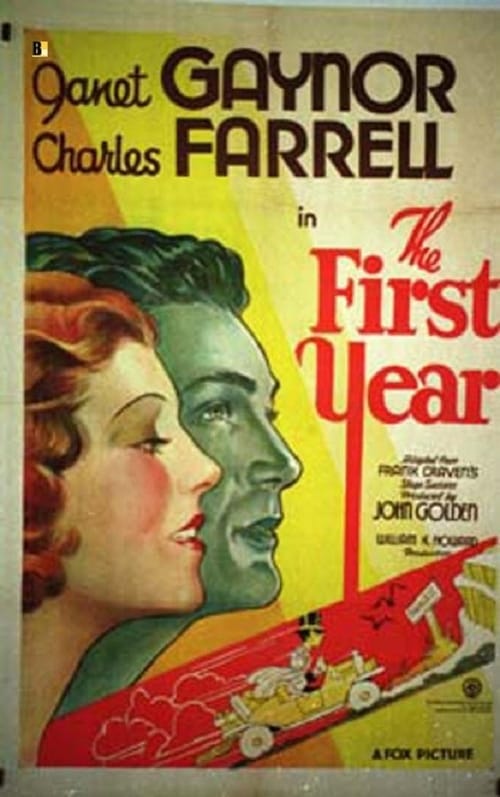 B
Janet GAYNOR
Charles FARRELL
in
The
First
Year
Adapted from
FRANK CRAVEN'S
Stage Success
Produced by
JOHN GOLDEN
WILLIAM K. HOWARD
Production
A FOX PICTURE